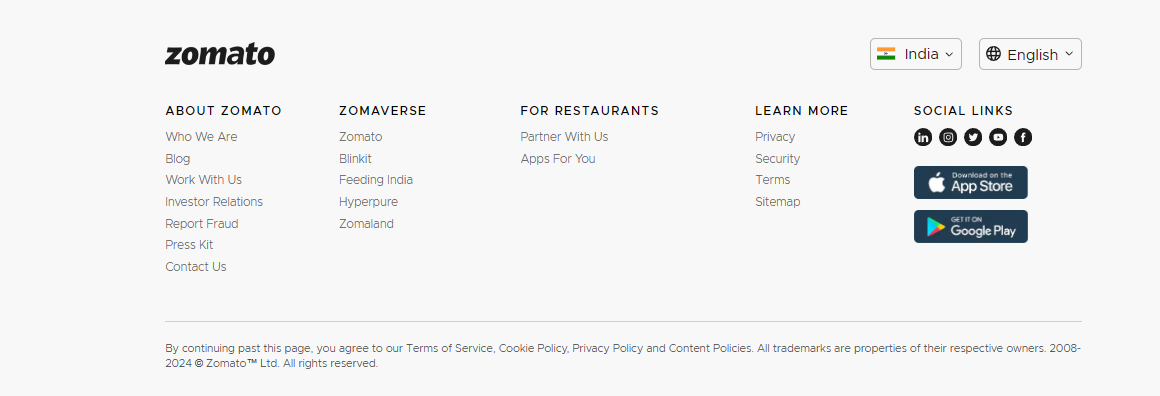 zomato
India
English
ABOUT ZOMATO
Who We Are
Blog
Work With Us
Investor Relations
Report Fraud
Press Kit
Contact Us
ZOMAVERSE
Zomato
Blinkit
Feeding India
Hyperpure
Zomaland
FOR RESTAURANTS
Partner With Us
Apps For You
LEARN MORE
Privacy
Security
Terms
Sitemap
SOCIAL LINKS
Download on the
App Store
GET IT ON
Google Play
By continuing past this page, you agree to our Terms of Service, Cookie Policy, Privacy Policy and Content Policies. All trademarks are properties of their respective owners. 2008-
2024 © Zomato™ Ltd. All rights reserved.